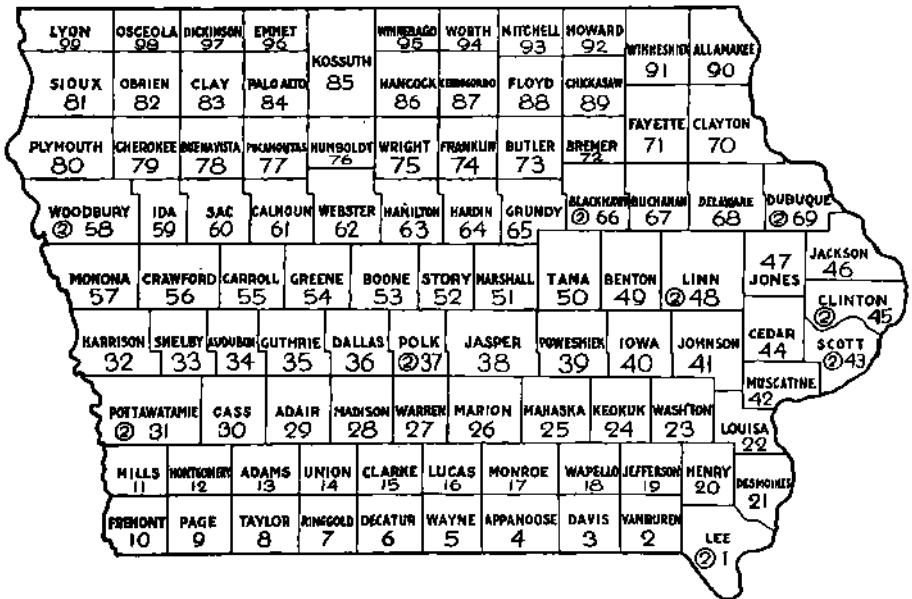 LYON OSCEOLA DICKINSON EMMET WINNEBAGO WORTH MITCHELL HOWARD
99 98 97 96 95 94 93 92
KOSSUTH WINNESHIEK ALLAMAKEE
85 91 90
SIOUX OBRIEN CLAY PALO ALTO HANCOCK CERROGORDO FLOYD CHICKASAW
81 82 83 84 86 87 88 89
FAYETTE CLAYTON
71 70
PLYMOUTH CHEROKEE BUENAVISTA POCAHONTAS HUMBOLDT WRIGHT FRANKLIN BUTLER BREMER
80 79 78 77 76 75 74 73 72
WOODBURY IDA SAC CALHOUN WEBSTER HAMILTON HARDIN GRUNDY BLACKHAWK BUCHANAN DELAWARE DUBUQUE
② 58 59 60 61 62 63 64 65 ② 66 67 68 ② 69
MONONA CRAWFORD CARROLL GREENE BOONE STORY MARSHALL TAMA BENTON LINN 47 JONES JACKSON
57 56 55 54 53 52 51 50 49 ② 48 46
CLINTON
② 45
HARRISON SHELBY AUDUBON GUTHRIE DALLAS POLK JASPER POWESHIEK IOWA JOHNSON CEDAR SCOTT
32 33 34 35 36 ② 37 38 39 40 41 44 ② 43
MUSCATINE
42
POTTAWATAMIE CASS ADAIR MADISON WARREN MARION MAHASKA KEOKUK WASH'TON
② 31 30 29 28 27 26 25 24 23
LOUISA
22
MILLS MONTGOMERY ADAMS UNION CLARKE LUCAS MONROE WAPELLO JEFFERSON HENRY DESMOINES
11 12 13 14 15 16 17 18 19 20 21
FREMONT PAGE TAYLOR RINGGOLD DECATUR WAYNE APPANOOSE DAVIS VANBUREN
10 9 8 7 6 5 4 3 2
LEE
② 1